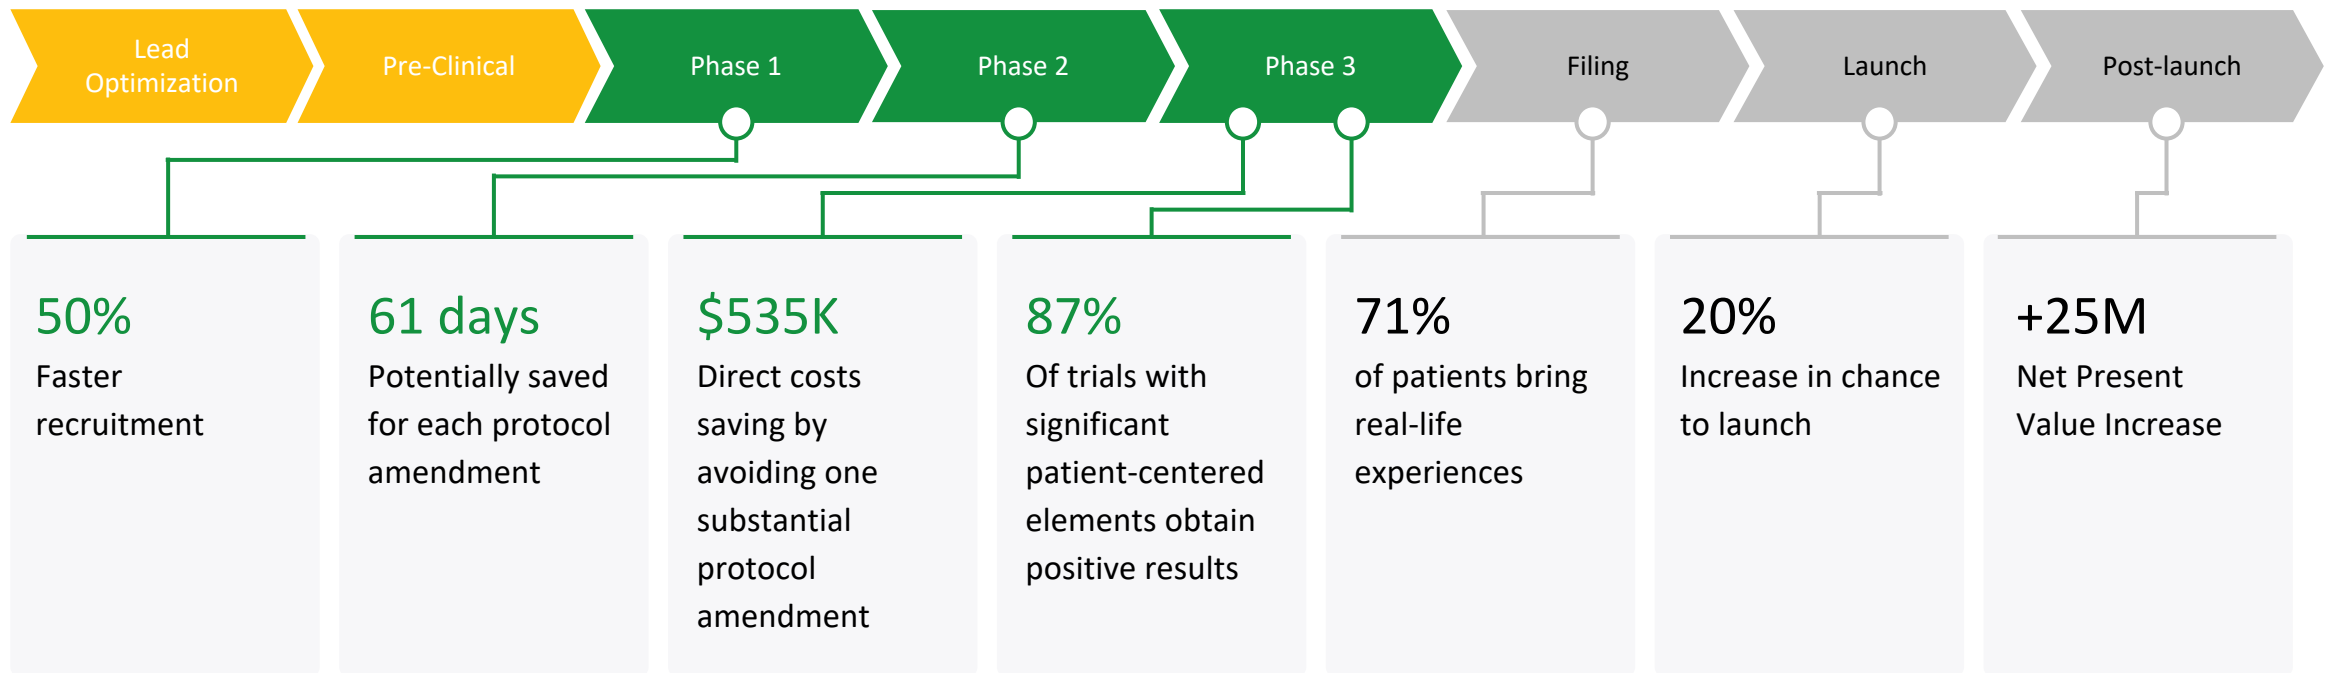 Lead
Optimization
Pre-Clinical
Phase 1
Phase 2
Phase 3
Filing
Launch
Post-launch
50%
Faster
recruitment
61 days
Potentially saved
for each protocol
amendment
$535K
Direct costs
saving by
avoiding one
substantial
protocol
amendment
87%
Of trials with
significant
patient-centered
elements obtain
positive results
71%
of patients bring
real-life
experiences
20%
Increase in chance
to launch
+25M
Net Present
Value Increase